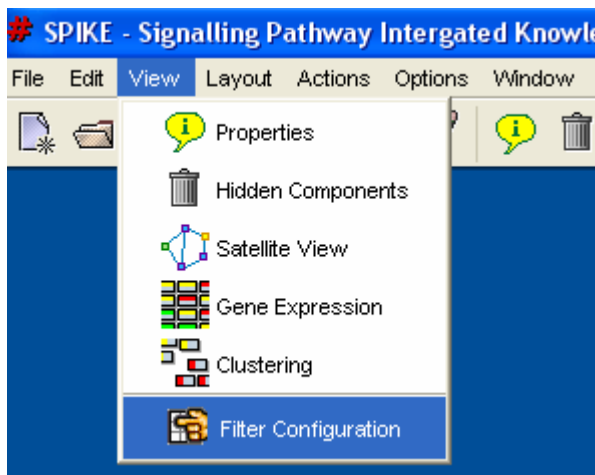 # SPIKE - Signalling Pathway Intergated Knowle
File Edit View Layout Actions Options Window
Properties
Hidden Components
Satellite View
Gene Expression
Clustering
Filter Configuration